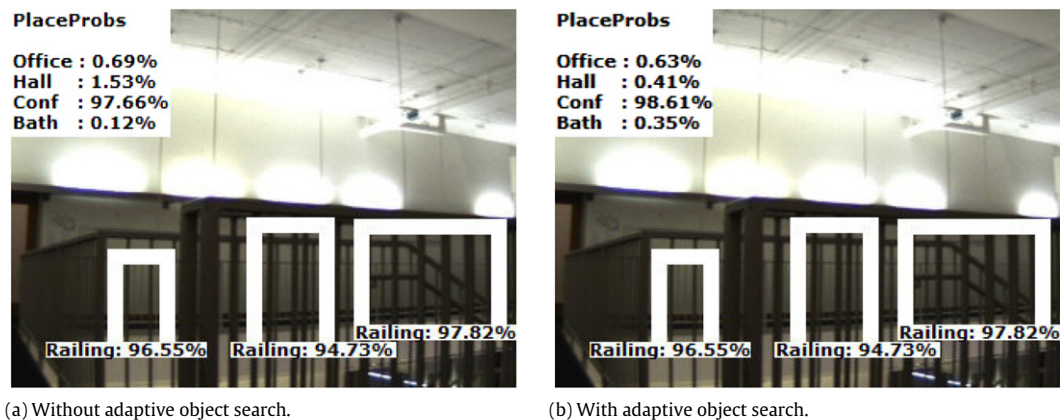 PlaceProbs
Office : 0.69%
Hall : 1.53%
Conf : 97.66%
Bath : 0.12%
Railing: 96.55%
Railing: 94.73%
Railing: 97.82%
(a) Without adaptive object search.
PlaceProbs
Office : 0.63%
Hall : 0.41%
Conf : 98.61%
Bath : 0.35%
Railing: 96.55%
Railing: 94.73%
Railing: 97.82%
(b) With adaptive object search.